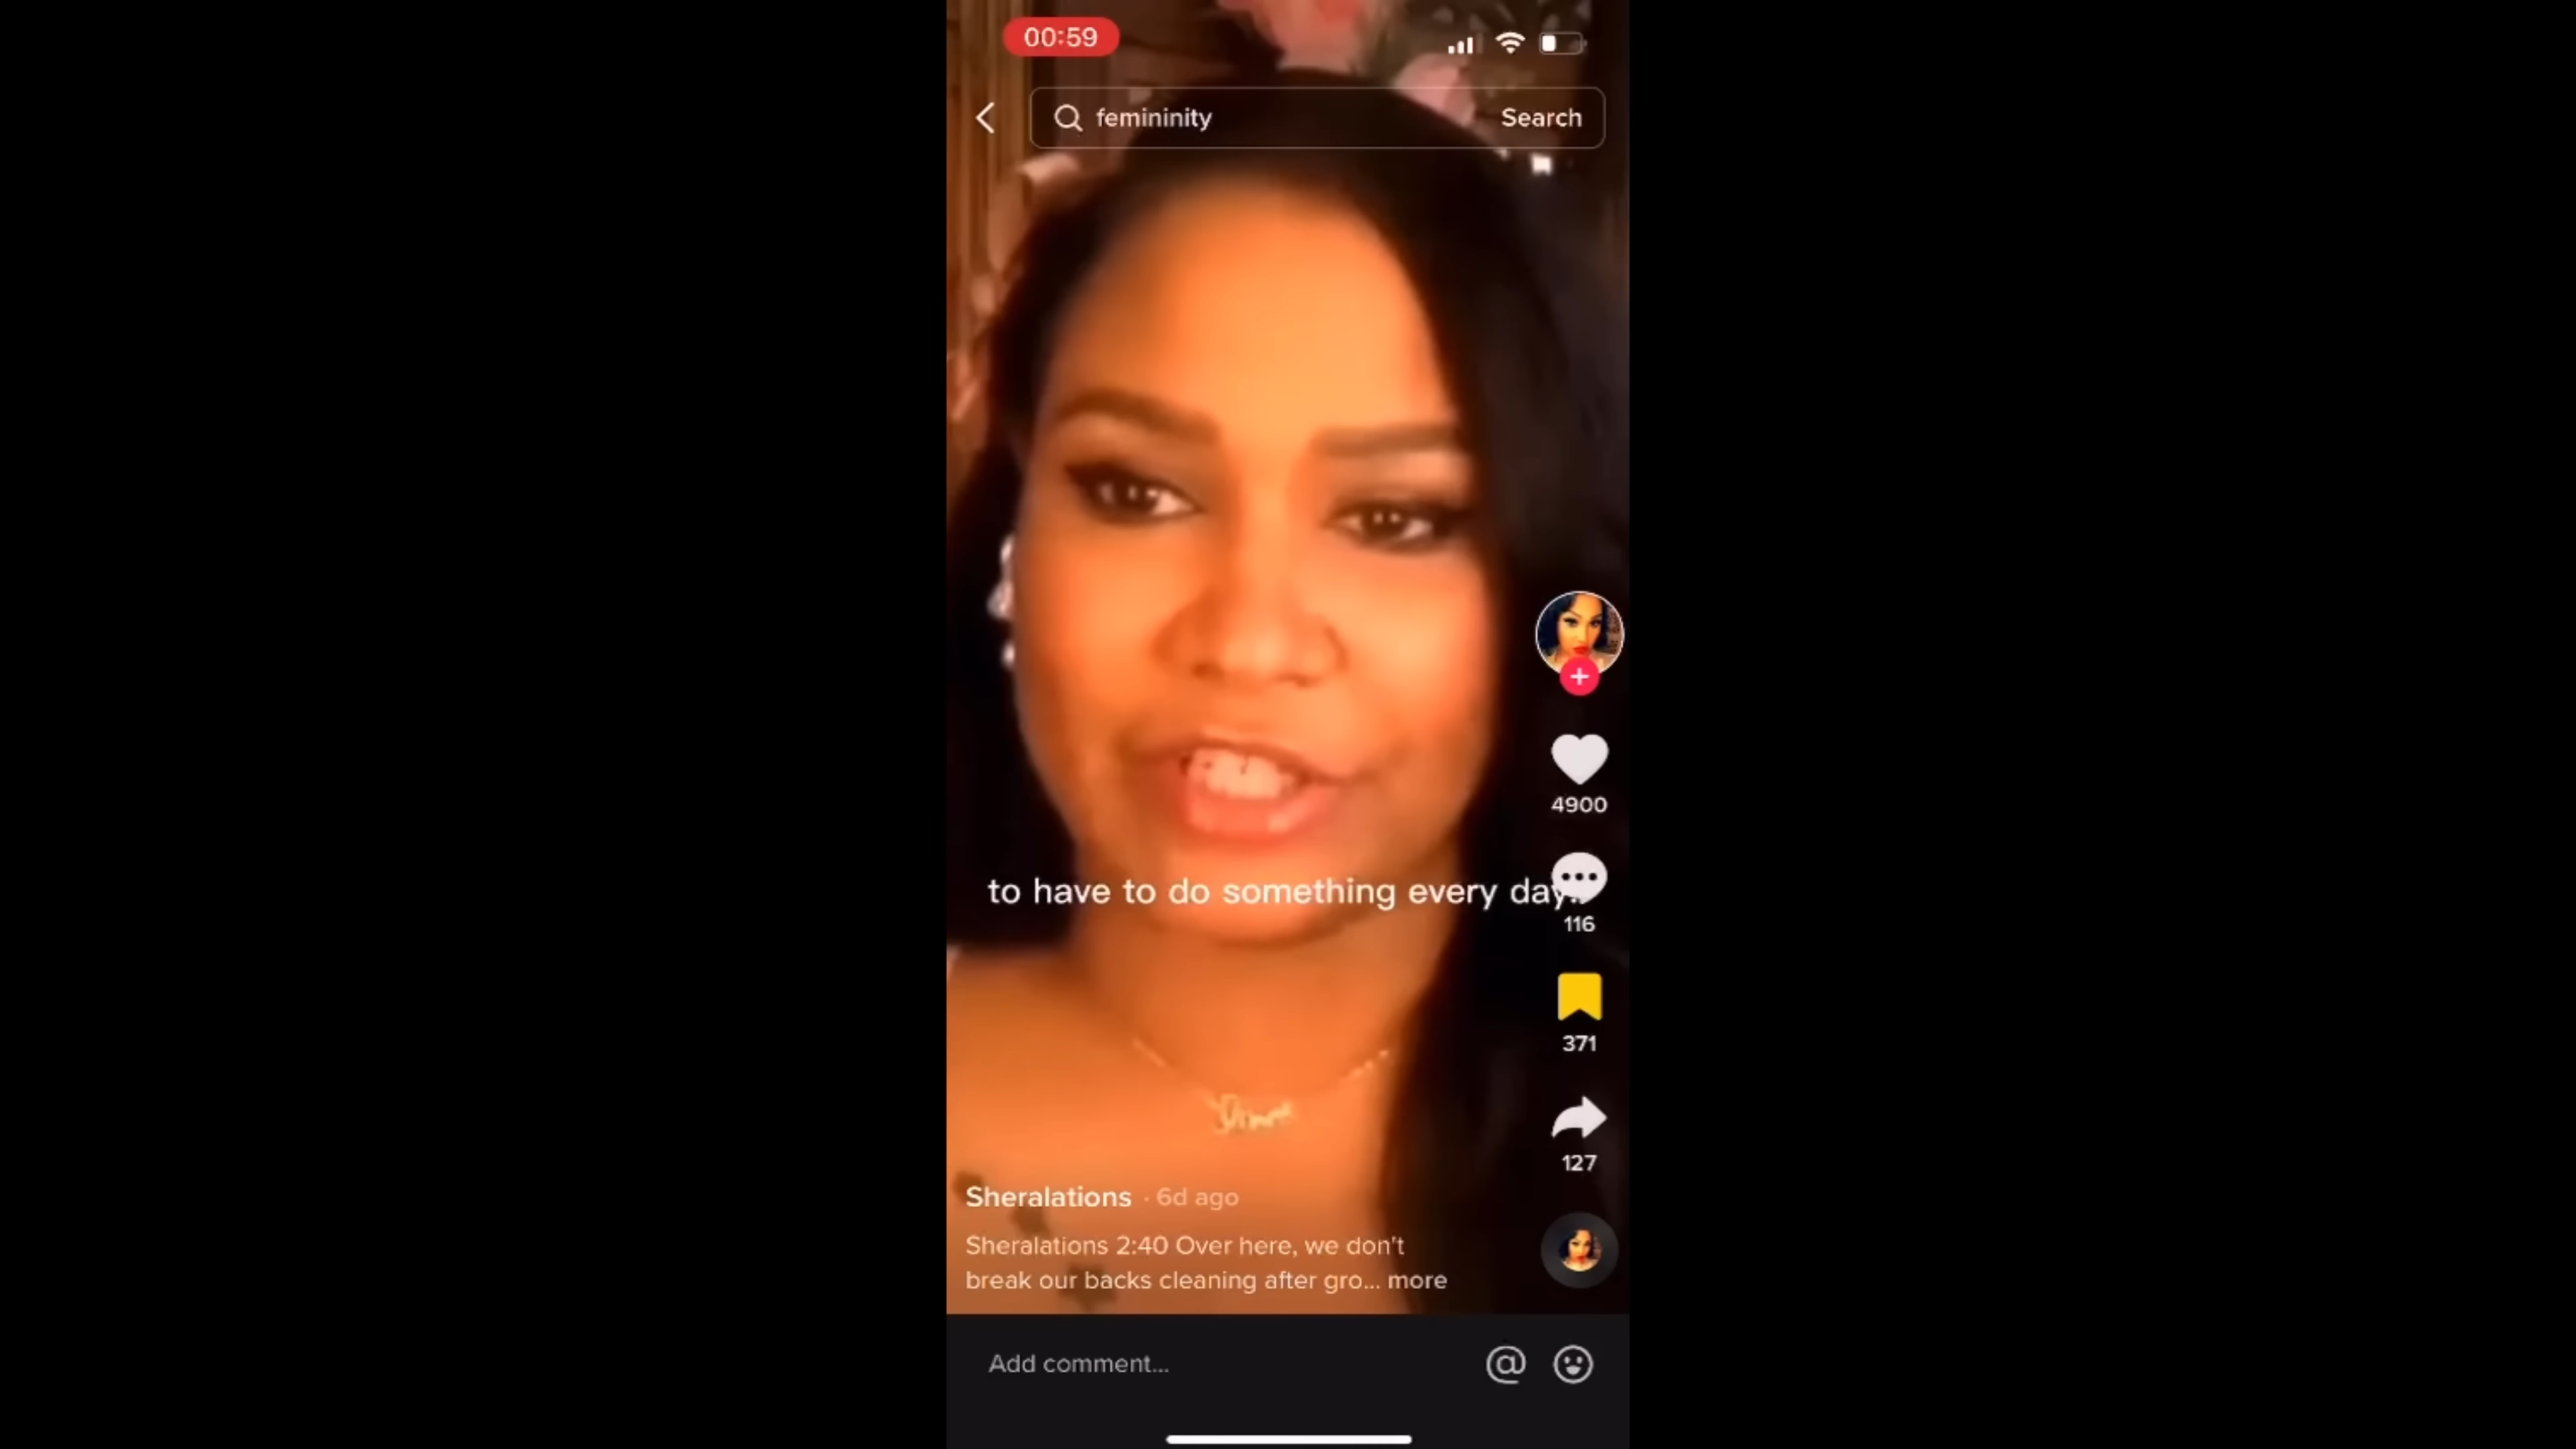 00:59
femininity
Search
4900
to have to do something every day..
116
371
127
Sheralations · 6d ago
Sheralations 2:40 Over here, we don't
break our backs cleaning after gro... more
Add comment...